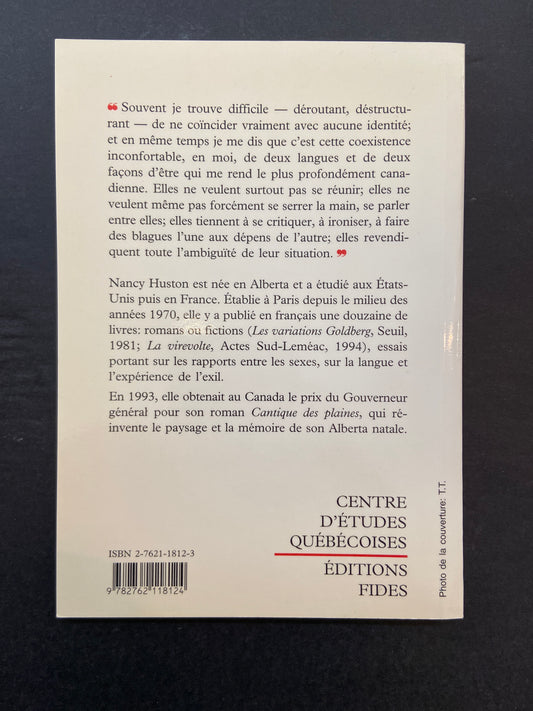 ❝ Souvent je trouve difficile — déroutant, déstructu-
rant — de ne coïncider vraiment avec aucune identité;
et en même temps je me dis que c'est cette coexistence
inconfortable, en moi, de deux langues et de deux
façons d'être qui me rend le plus profondément cana-
dienne. Elles ne veulent surtout pas se réunir; elles ne
veulent même pas forcément se serrer la main, se parler
entre elles; elles tiennent à se critiquer, à ironiser, à faire
des blagues l'une aux dépens de l'autre; elles revendi-
quent toute l'ambiguïté de leur situation. ❞
Nancy Huston est née en Alberta et a étudié aux États-
Unis puis en France. Établie à Paris depuis le milieu des
années 1970, elle y a publié en français une douzaine de
livres: romans ou fictions (Les variations Goldberg, Seuil,
1981; La virevolte, Actes Sud-Leméac, 1994), essais
portant sur les rapports entre les sexes, sur la langue et
l'expérience de l'exil.
En 1993, elle obtenait au Canada le prix du Gouverneur
général pour son roman Cantique des plaines, qui ré-
invente le paysage et la mémoire de son Alberta natale.
CENTRE
D'ÉTUDES
QUÉBÉCOISES
ÉDITIONS
FIDES
ISBN 2-7621-1812-3
9 782762 118124
Photo de la couverture: T.T.